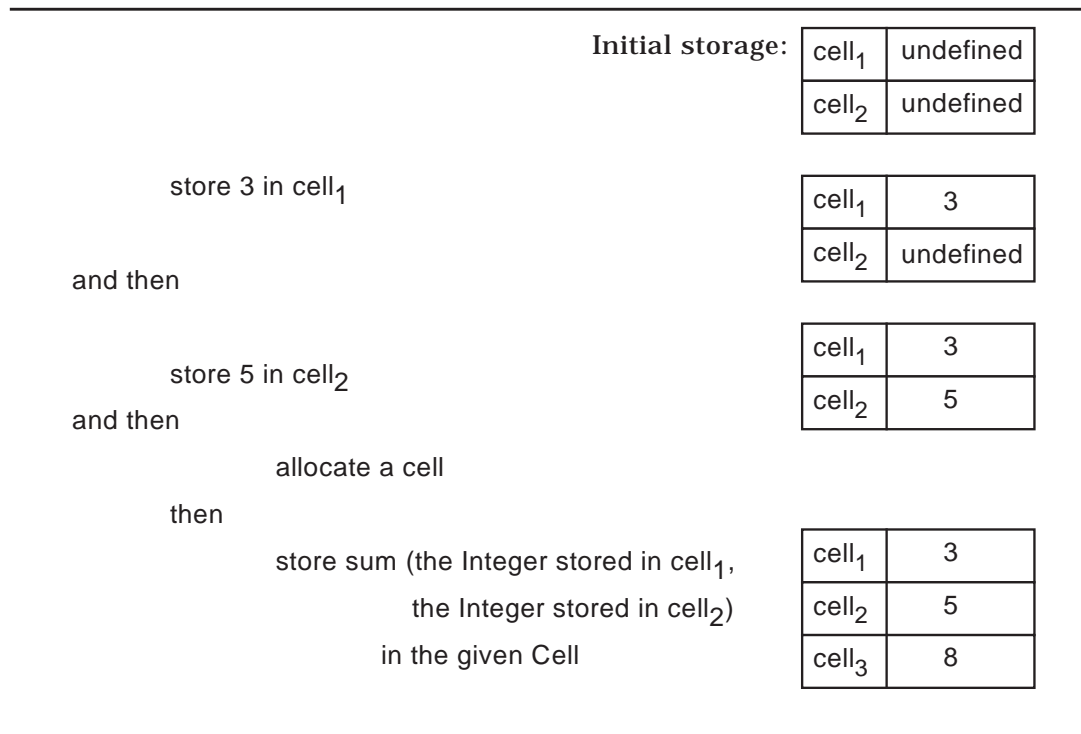 Initial storage:
cell₁ undefined
cell₂ undefined
store 3 in cell₁
cell₁ 3
cell₂ undefined
and then
cell₁ 3
store 5 in cell₂
cell₂ 5
and then
allocate a cell
then
store sum (the Integer stored in cell₁,
cell₁ 3
the Integer stored in cell₂)
cell₂ 5
in the given Cell
cell₃ 8